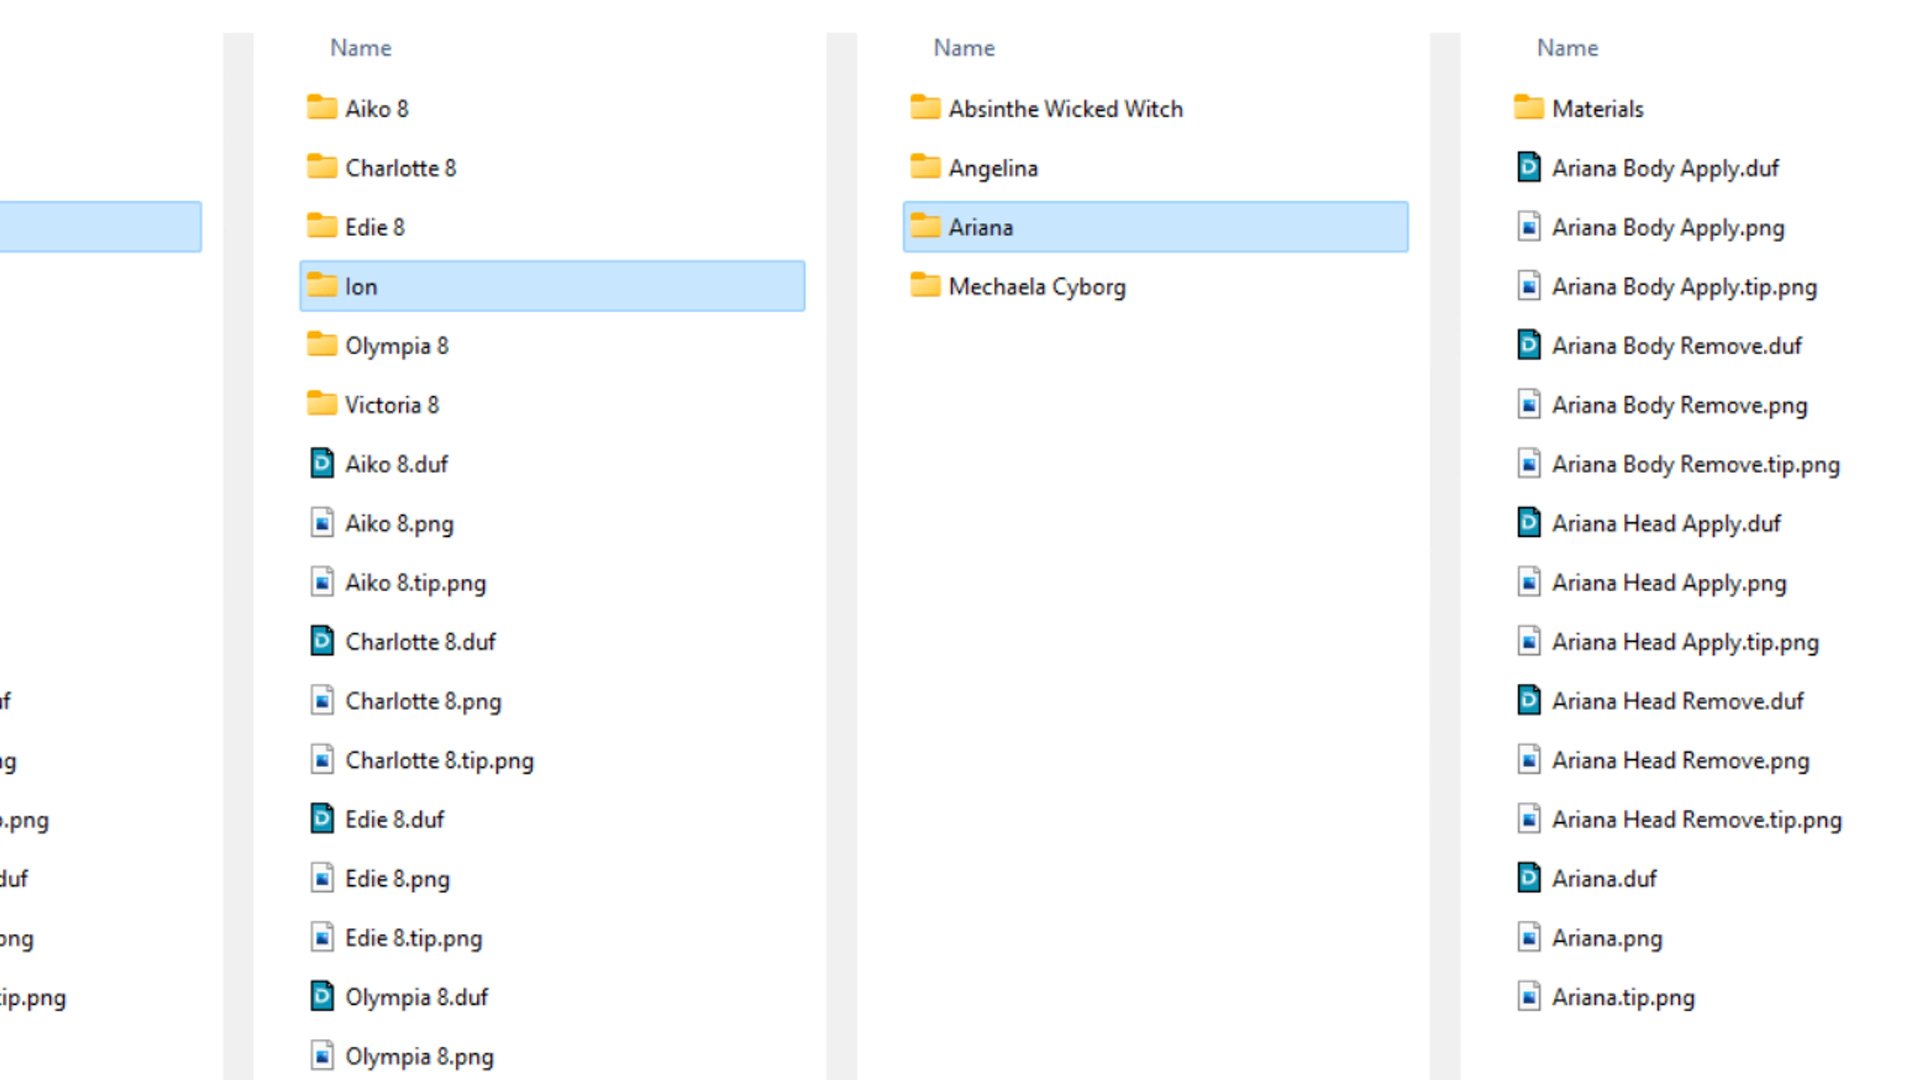 Name
Aiko 8
Charlotte 8
Edie 8
Ion
Olympia 8
Victoria 8
Aiko 8.duf
Aiko 8.png
Aiko 8.tip.png
Charlotte 8.duf
Charlotte 8.png
Charlotte 8.tip.png
Edie 8.duf
Edie 8.png
Edie 8.tip.png
Olympia 8.duf
Olympia 8.png
Name
Absinthe Wicked Witch
Angelina
Ariana
Mechaela Cyborg
Name
Materials
Ariana Body Apply.duf
Ariana Body Apply.png
Ariana Body Apply.tip.png
Ariana Body Remove.duf
Ariana Body Remove.png
Ariana Body Remove.tip.png
Ariana Head Apply.duf
Ariana Head Apply.png
Ariana Head Apply.tip.png
Ariana Head Remove.duf
Ariana Head Remove.png
Ariana Head Remove.tip.png
Ariana.duf
Ariana.png
Ariana.tip.png